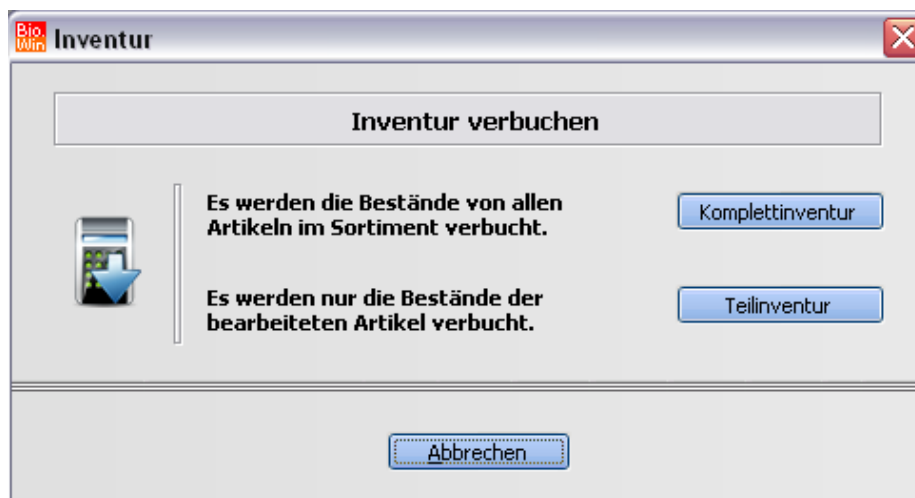 Bio.
Win Inventur
Inventur verbuchen
Es werden die Bestände von allen
Artikeln im Sortiment verbucht.
Komplettinventur
Es werden nur die Bestände der
bearbeiteten Artikel verbucht.
Teilinventur
Abbrechen